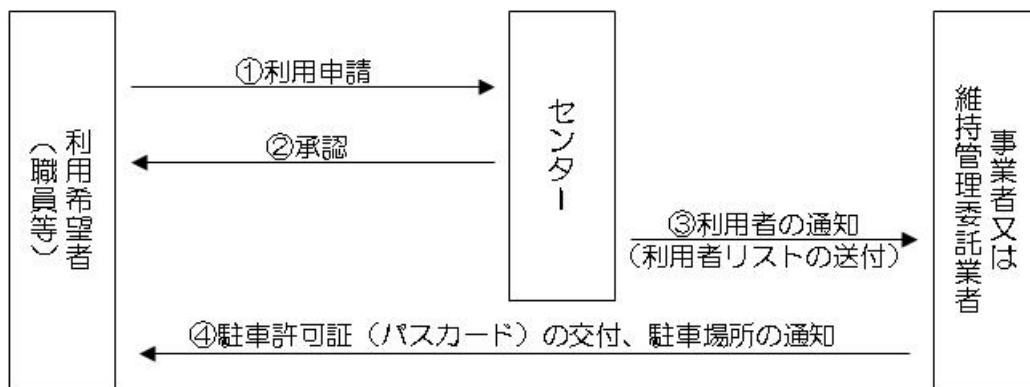 ①利用申請
②承認
③利用者の通知
(利用者リストの送付)
④駐車許可証(パスカード)の交付、駐車場所の通知
利用希望者
(職員等)
センター
事業者又は
維持管理委託業者